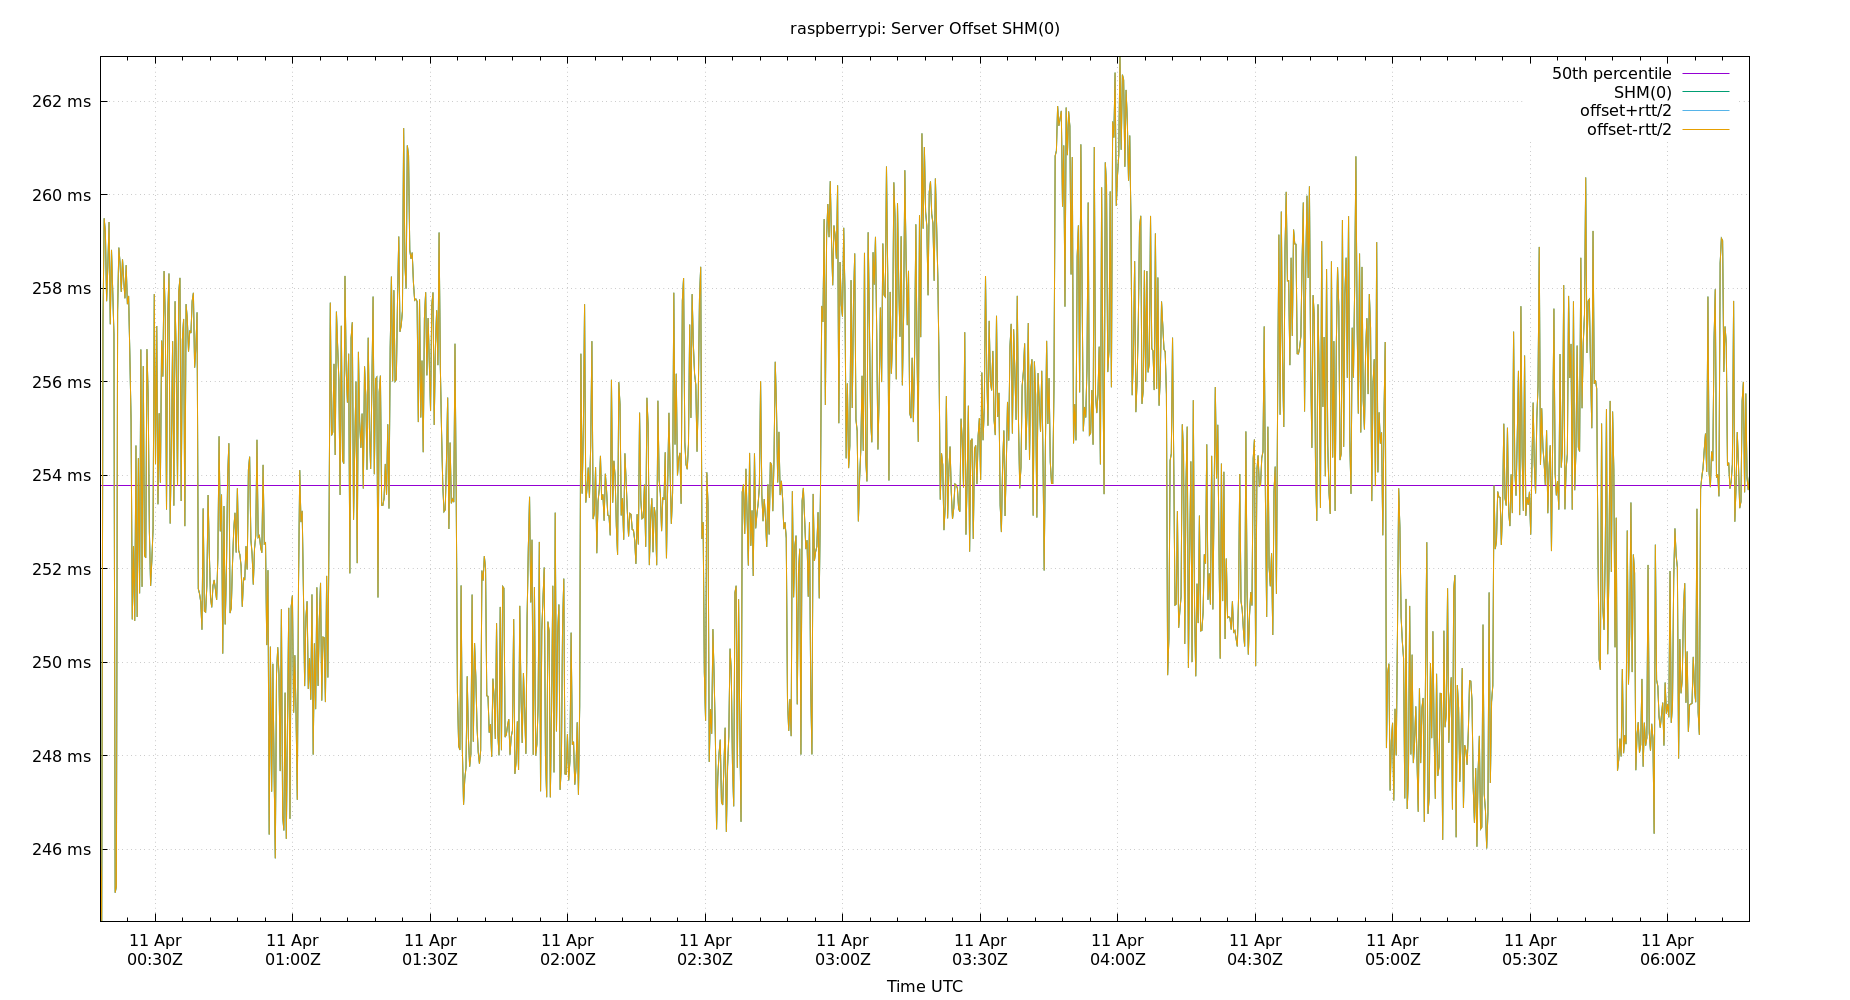 raspberrypi: Server Offset SHM(0)
50th percentile
SHM(0)
offset+rtt/2
offset-rtt/2
262 ms
260 ms
258 ms
256 ms
254 ms
252 ms
250 ms
248 ms
246 ms
11 Apr 11 Apr 11 Apr 11 Apr 11 Apr 11 Apr 11 Apr 11 Apr 11 Apr 11 Apr 11 Apr 11 Apr
00:30Z 01:00Z 01:30Z 02:00Z 02:30Z 03:00Z 03:30Z 04:00Z 04:30Z 05:00Z 05:30Z 06:00Z
Time UTC